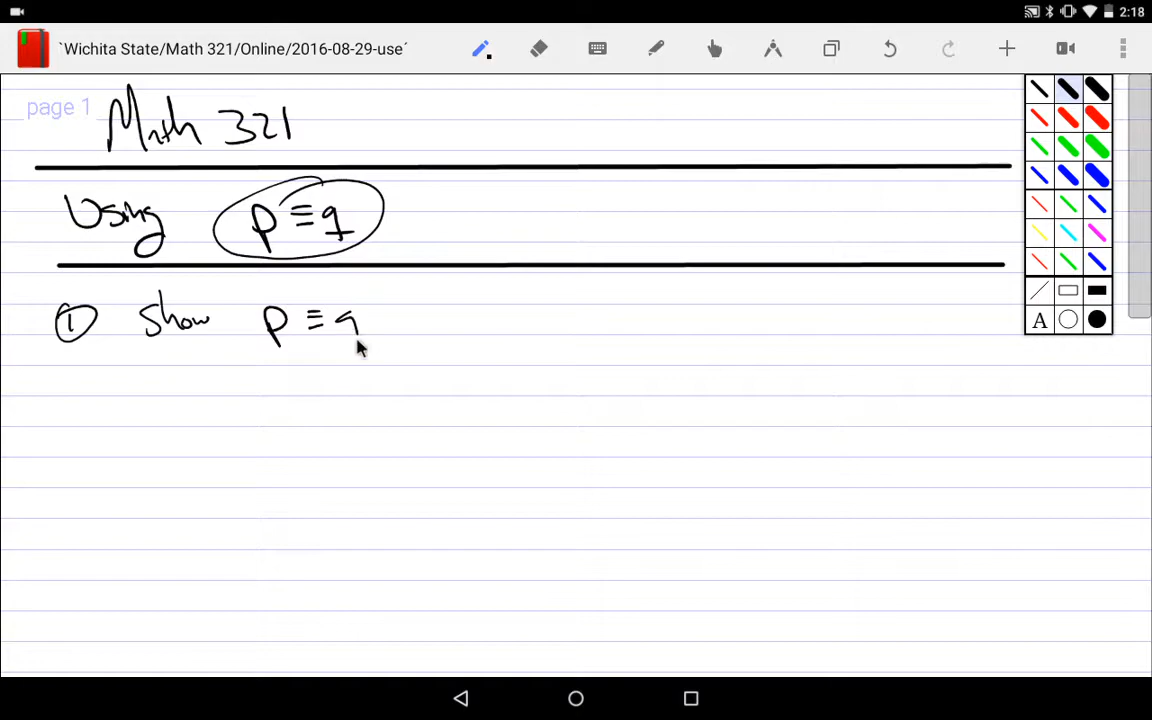 2:18
`Wichita State/Math 321/Online/2016-08-29-use´
page 1
Math 321
Using p ≡ q
① Show p ≡ q
A